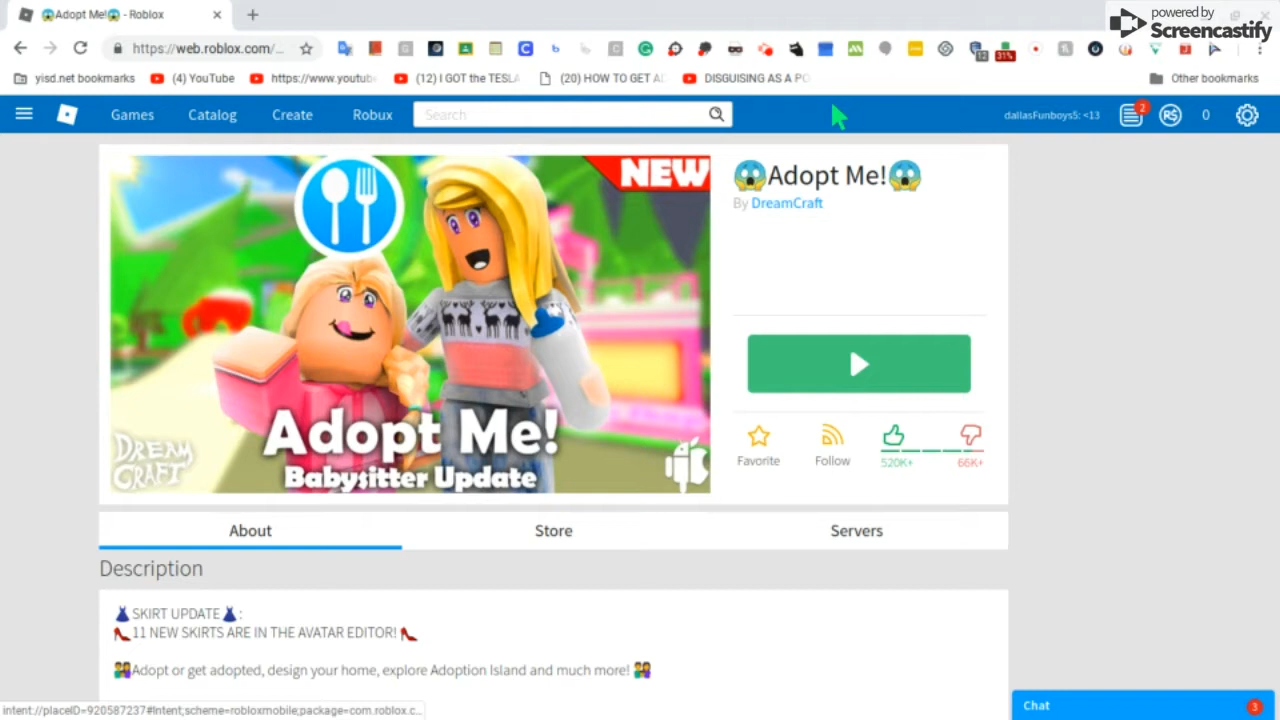 😱Adopt Me!😱 - Roblox
powered by
Screencastify
https://web.roblox.com/...
12
31%
yisd.net bookmarks
(4) YouTube
https://www.youtub
(12) I GOT the TESLA
(20) HOW TO GET AD
DISGUISING AS A PO
Other bookmarks
Games
Catalog
Create
Robux
Search
dallasFunboys5: <13
2
R$
0
NEW
Adopt Me!
Babysitter Update
DREAM
CRAFT
😱Adopt Me!😱
By DreamCraft
Favorite
Follow
520K+
66K+
About
Store
Servers
Description
👗SKIRT UPDATE👗:
👠11 NEW SKIRTS ARE IN THE AVATAR EDITOR!👠
👫Adopt or get adopted, design your home, explore Adoption Island and much more! 👫
intent://placeID=920587237#Intent;scheme=robloxmobile;package=com.roblox.c...
Chat
3